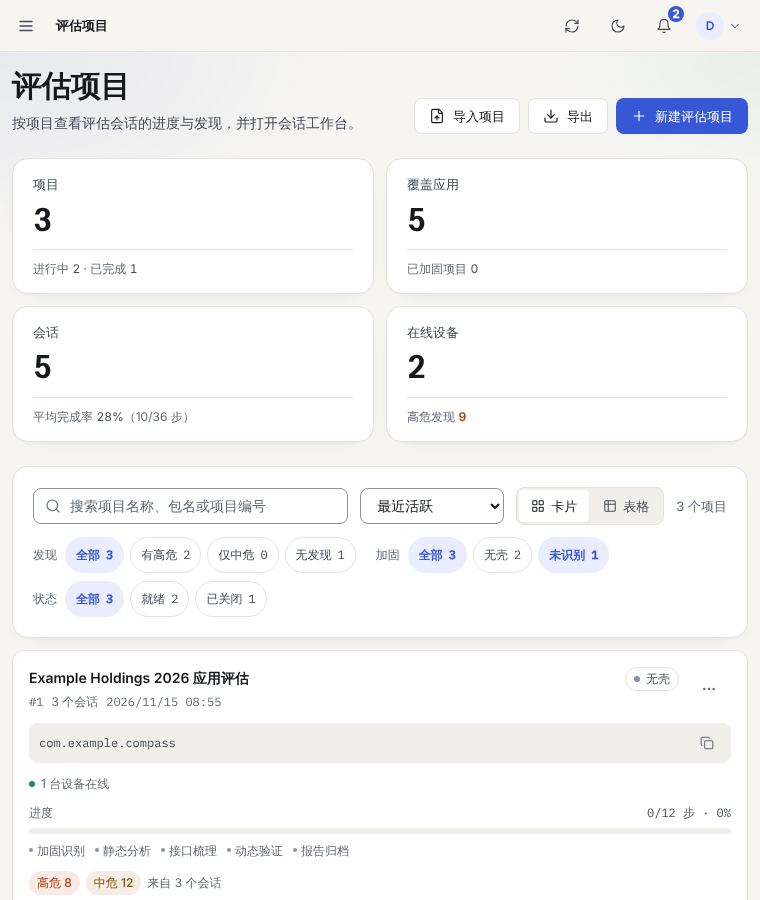 评估项目
2
D
评估项目
按项目查看评估会话的进度与发现，并打开会话工作台。
导入项目
导出
新建评估项目
项目
3
进行中 2 · 已完成 1
覆盖应用
5
已加固项目 0
会话
5
平均完成率 28%（10/36 步）
在线设备
2
高危发现 9
搜索项目名称、包名或项目编号
最近活跃
卡片
表格
3 个项目
发现 全部 3 有高危 2 仅中危 0 无发现 1 加固 全部 3 无壳 2 未识别 1
状态 全部 3 就绪 2 已关闭 1
Example Holdings 2026 应用评估
无壳
#1 3 个会话 2026/11/15 08:55
com.example.compass
1 台设备在线
进度 0/12 步 · 0%
加固识别 静态分析 接口梳理 动态验证 报告归档
高危 8 中危 12 来自 3 个会话